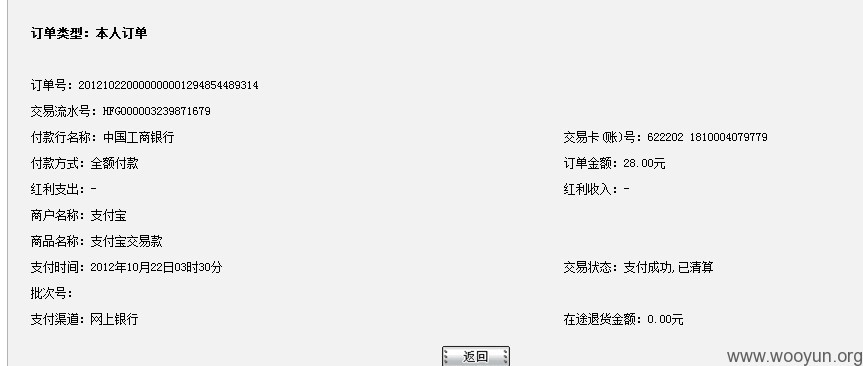 订单类型：本人订单
订单号：20121022000000001294854489314
交易流水号：HFG000003239871679
付款行名称：中国工商银行 交易卡(账)号：622202 1810004079779
付款方式：全额付款 订单金额：28.00元
红利支出：- 红利收入：-
商户名称：支付宝
商品名称：支付宝交易款
支付时间：2012年10月22日03时30分 交易状态：支付成功,已清算
批次号：
支付渠道：网上银行 在途退货金额：0.00元
返回
www.wooyun.org